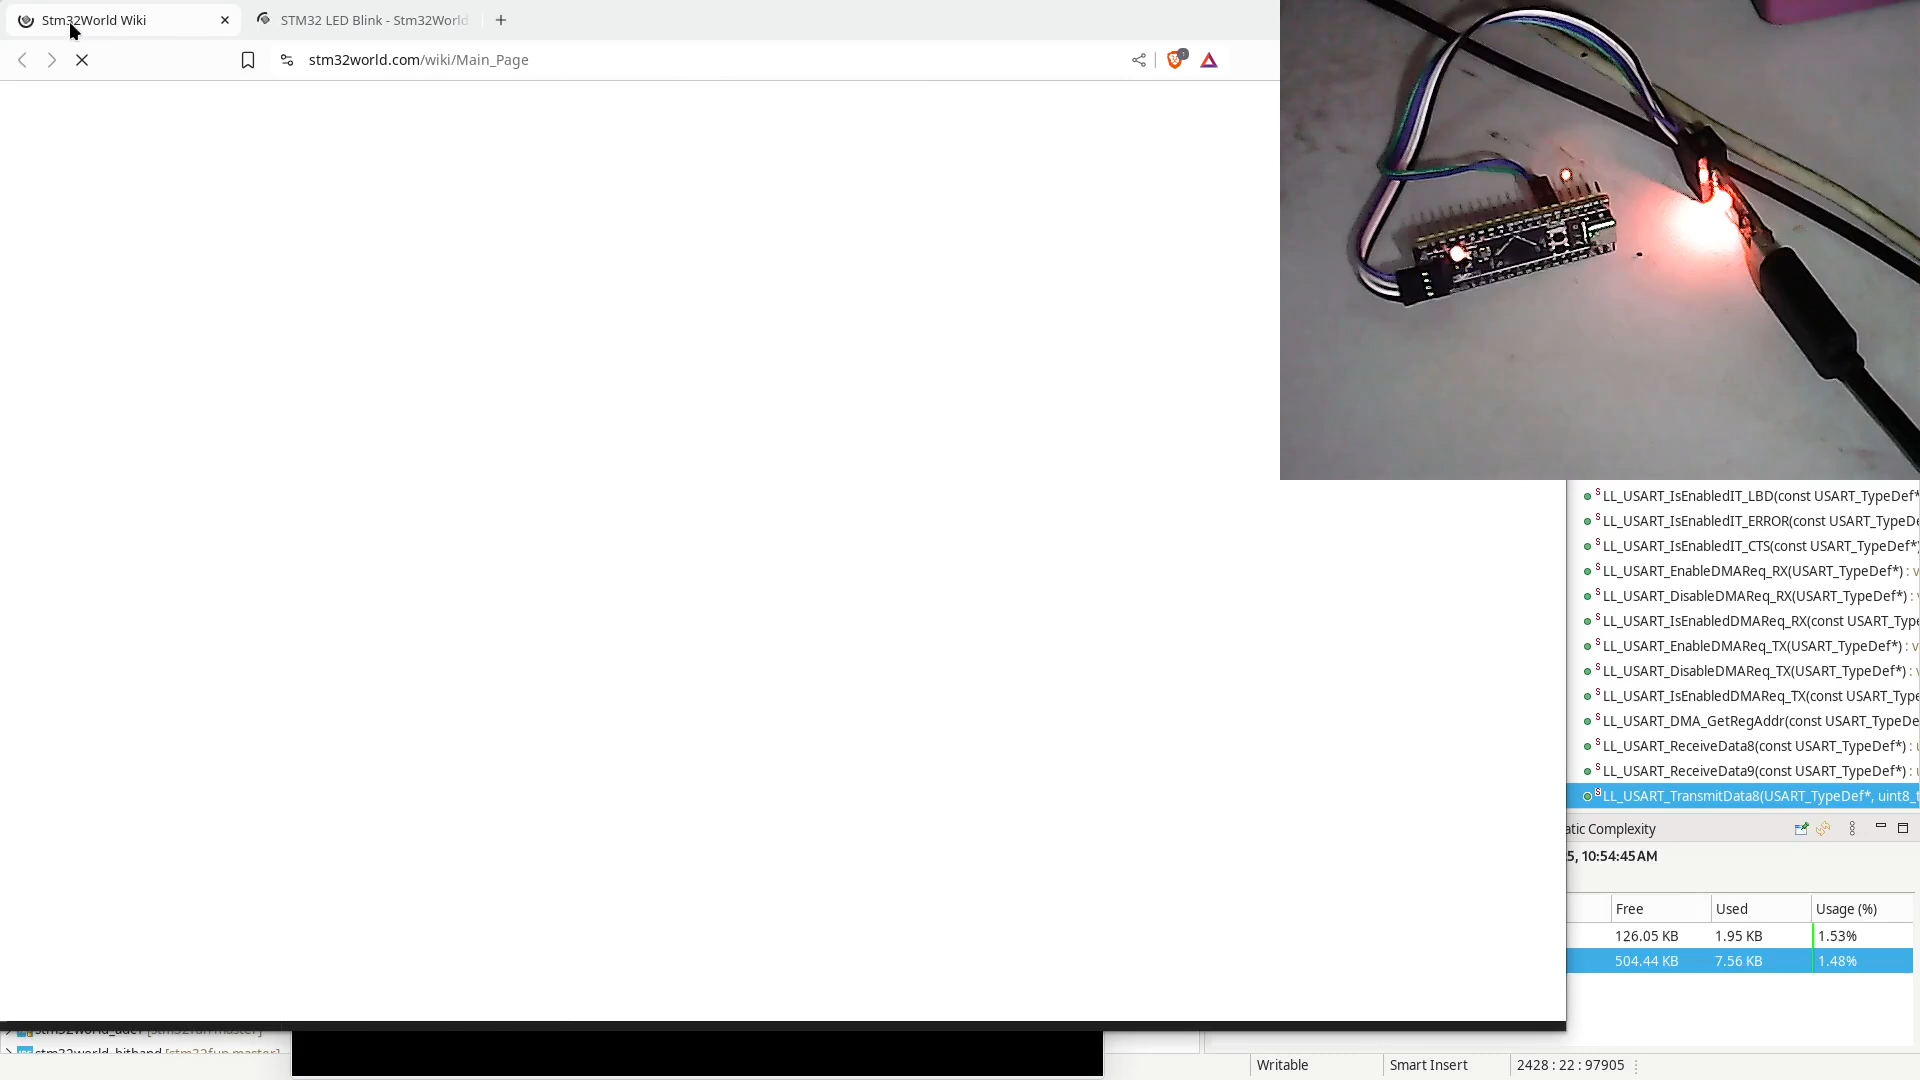 Stm32World Wiki
STM32 LED Blink - Stm32World
stm32world.com/wiki/Main_Page
LL_USART_IsEnabledIT_LBD(const USART_TypeDef*
LL_USART_IsEnabledIT_ERROR(const USART_TypeDe
LL_USART_IsEnabledIT_CTS(const USART_TypeDef*)
LL_USART_EnableDMAReq_RX(USART_TypeDef*) : v
LL_USART_DisableDMAReq_RX(USART_TypeDef*) :
LL_USART_IsEnabledDMAReq_RX(const USART_Type
LL_USART_EnableDMAReq_TX(USART_TypeDef*) : v
LL_USART_DisableDMAReq_TX(USART_TypeDef*) :
LL_USART_IsEnabledDMAReq_TX(const USART_Type
LL_USART_DMA_GetRegAddr(const USART_TypeDe
LL_USART_ReceiveData8(const USART_TypeDef*) : u
LL_USART_ReceiveData9(const USART_TypeDef*) : u
LL_USART_TransmitData8(USART_TypeDef*, uint8_t
atic Complexity
5, 10:54:45 AM
Free Used Usage (%)
126.05 KB 1.95 KB 1.53%
504.44 KB 7.56 KB 1.48%
stm32world_bitband [stm32fun master]
Writable Smart Insert 2428 : 22 : 97905